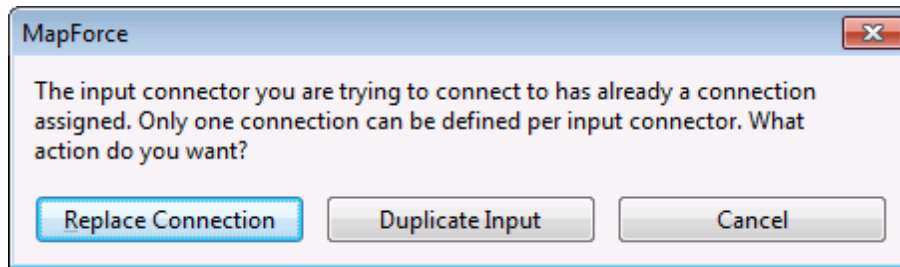 MapForce
The input connector you are trying to connect to has already a connection
assigned. Only one connection can be defined per input connector. What
action do you want?
Replace Connection
Duplicate Input
Cancel